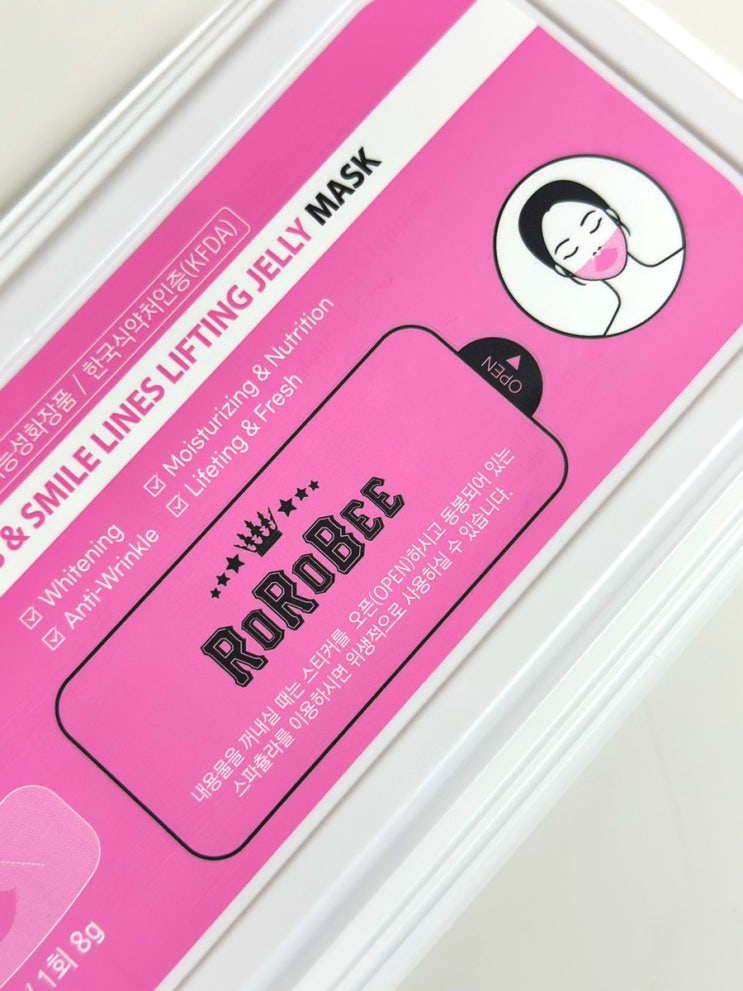 능성화장품 / 한국식약처인증(KFDA)
& SMILE LINES LIFTING JELLY MASK
Whitening
Moisturizing & Nutrition
Anti-Wrinkle
Lifeting & Fresh
OPEN
RoRoBee
내용물을 꺼내실 때는 스티커를 오픈(OPEN)하시고 동봉되어 있는
스파츌라를 이용하시면 위생적으로 사용하실 수 있습니다.
/ 1회 8g